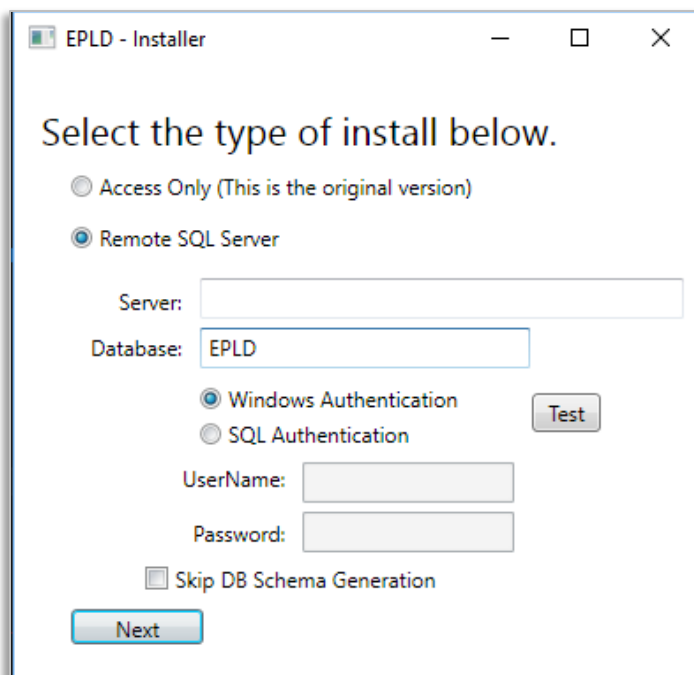 EPLD - Installer
Select the type of install below.
Access Only (This is the original version)
Remote SQL Server
Server:
Database: EPLD
Windows Authentication
Test
SQL Authentication
UserName:
Password:
Skip DB Schema Generation
Next